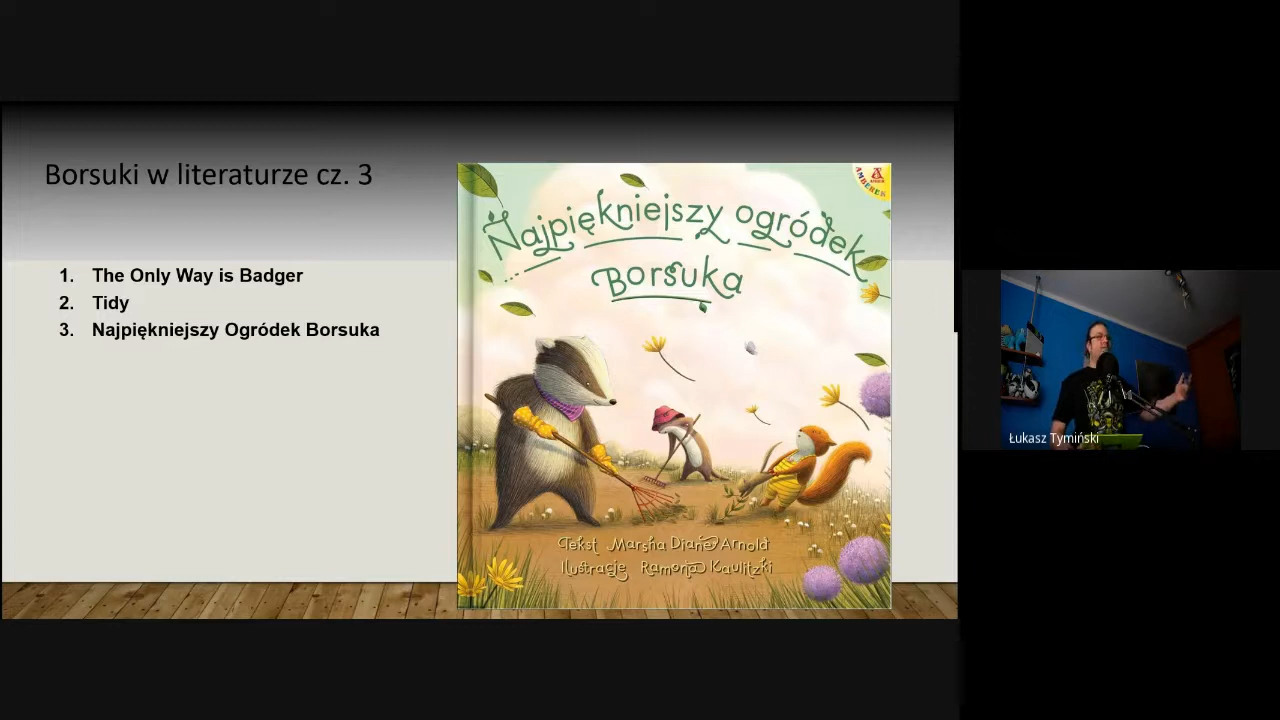 Borsuki w literaturze cz. 3
1. The Only Way is Badger
2. Tidy
3. Najpiękniejszy Ogródek Borsuka
AMBEREK
Najpiękniejszy ogródek
Borsuka
Tekst Marsha Diane Arnold
Ilustracje Ramona Kaulitzki
Łukasz Tymiński